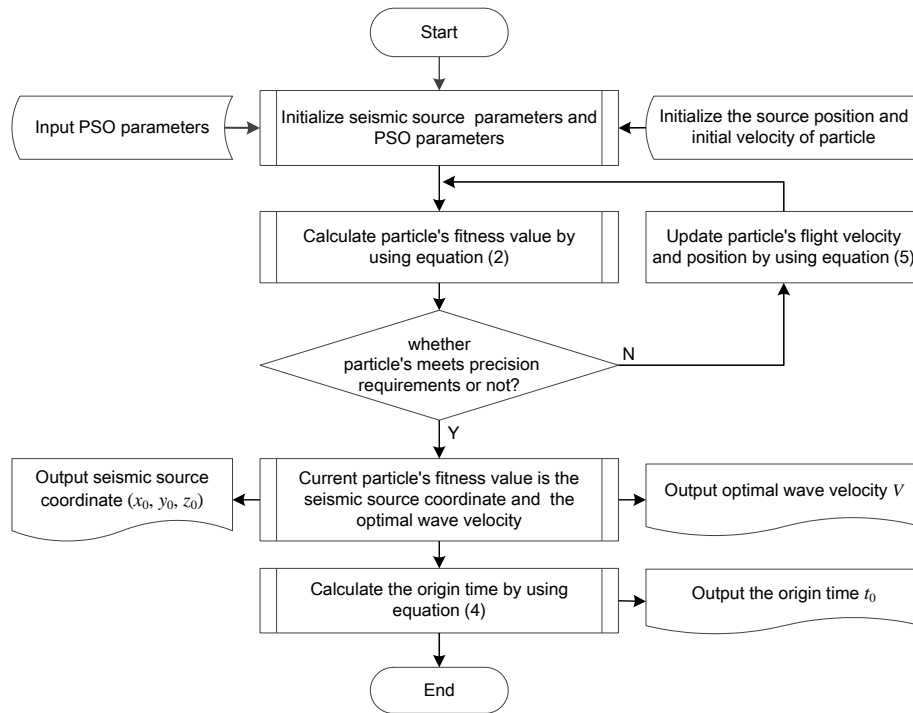 Start
Input PSO parameters
Initialize seismic source parameters and
PSO parameters
Initialize the source position and
initial velocity of particle
Calculate particle's fitness value by
using equation (2)
Update particle's flight velocity
and position by using equation (5)
whether
particle's meets precision
requirements or not?
N
Y
Output seismic source
coordinate (x₀, y₀, z₀)
Current particle's fitness value is the
seismic source coordinate and the
optimal wave velocity
Output optimal wave velocity V
Calculate the origin time by using
equation (4)
Output the origin time t₀
End